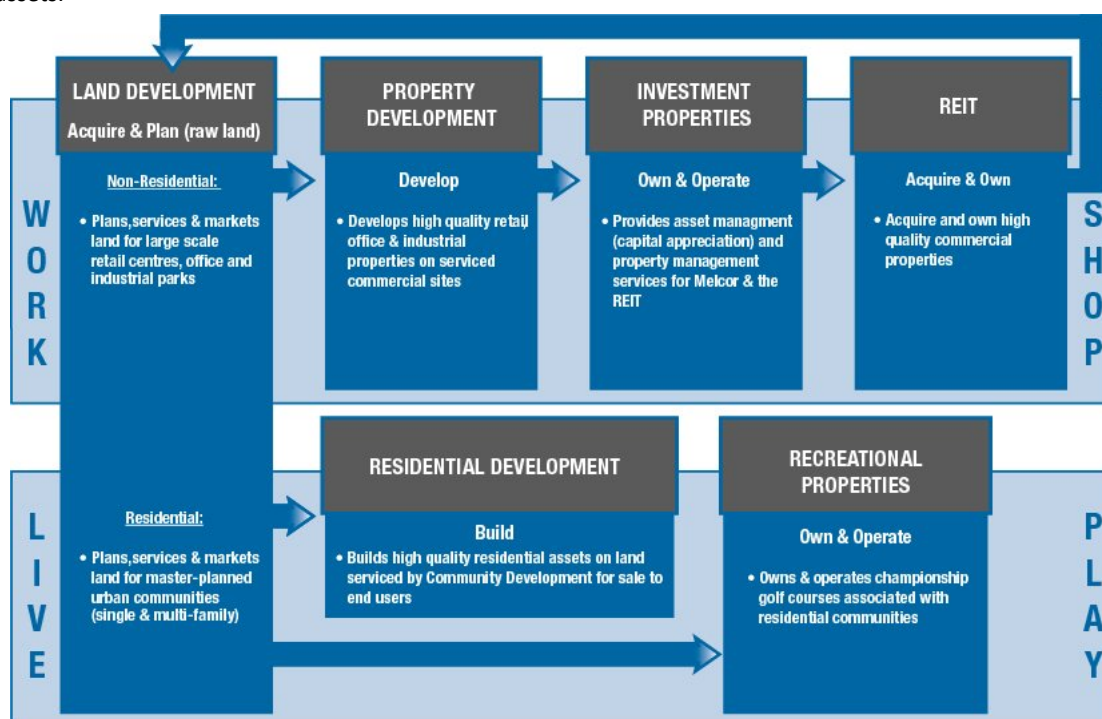 LAND DEVELOPMENT
Acquire & Plan (raw land)
Non-Residential:
• Plans,services & markets
land for large scale
retail centres, office and
industrial parks
PROPERTY
DEVELOPMENT
Develop
• Develops high quality retail,
office & industrial
properties on serviced
commercial sites
INVESTMENT
PROPERTIES
Own & Operate
• Provides asset managment
(capital appreciation) and
property management
services for Melcor & the
REIT
REIT
Acquire & Own
• Acquire and own high
quality commercial
properties
WORK
SHOP
Residential:
• Plans,services & markets
land for master-planned
urban communities
(single & multi-family)
RESIDENTIAL DEVELOPMENT
Build
• Builds high quality residential assets on land
serviced by Community Development for sale to
end users
RECREATIONAL
PROPERTIES
Own & Operate
• Owns & operates championship
golf courses associated with
residential communities
LIVE
PLAY